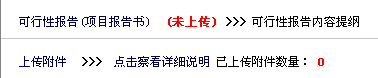 可行性报告(项目报告书) (未上传) >>> 可行性报告内容提纲
上传附件 >>> 点击察看详细说明 已上传附件数量：0